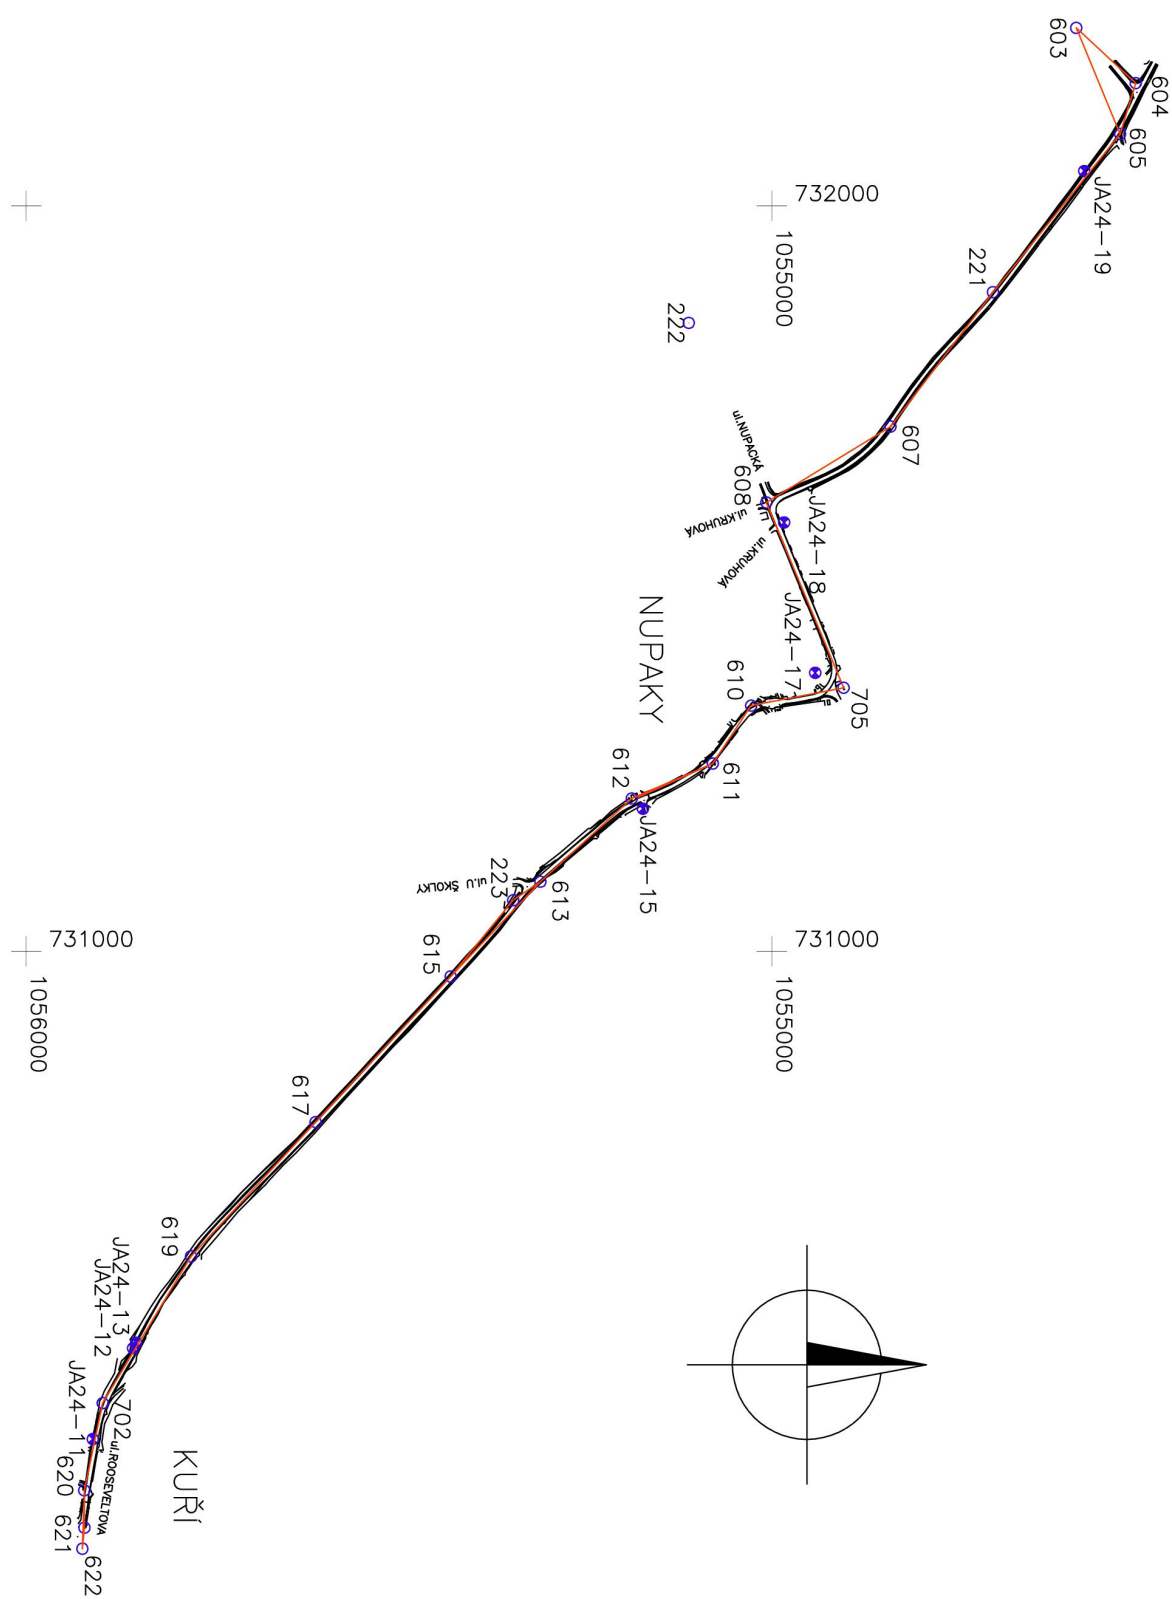 603
604
605
JA24-19
732000
1055000
221
222
607
ul.NUPACKÁ
608
ul.KRUHOVÁ
ul.KRUHOVÁ
JA24-18
JA24-17
NUPAKY
705
610
611
612
JA24-15
613
223
ul.U ŠKOLKY
615
731000
1056000
731000
1055000
617
619
JA24-13
JA24-12
702
JA24-11
ul.ROOSEVELTOVA
KUŘÍ
620
621
622